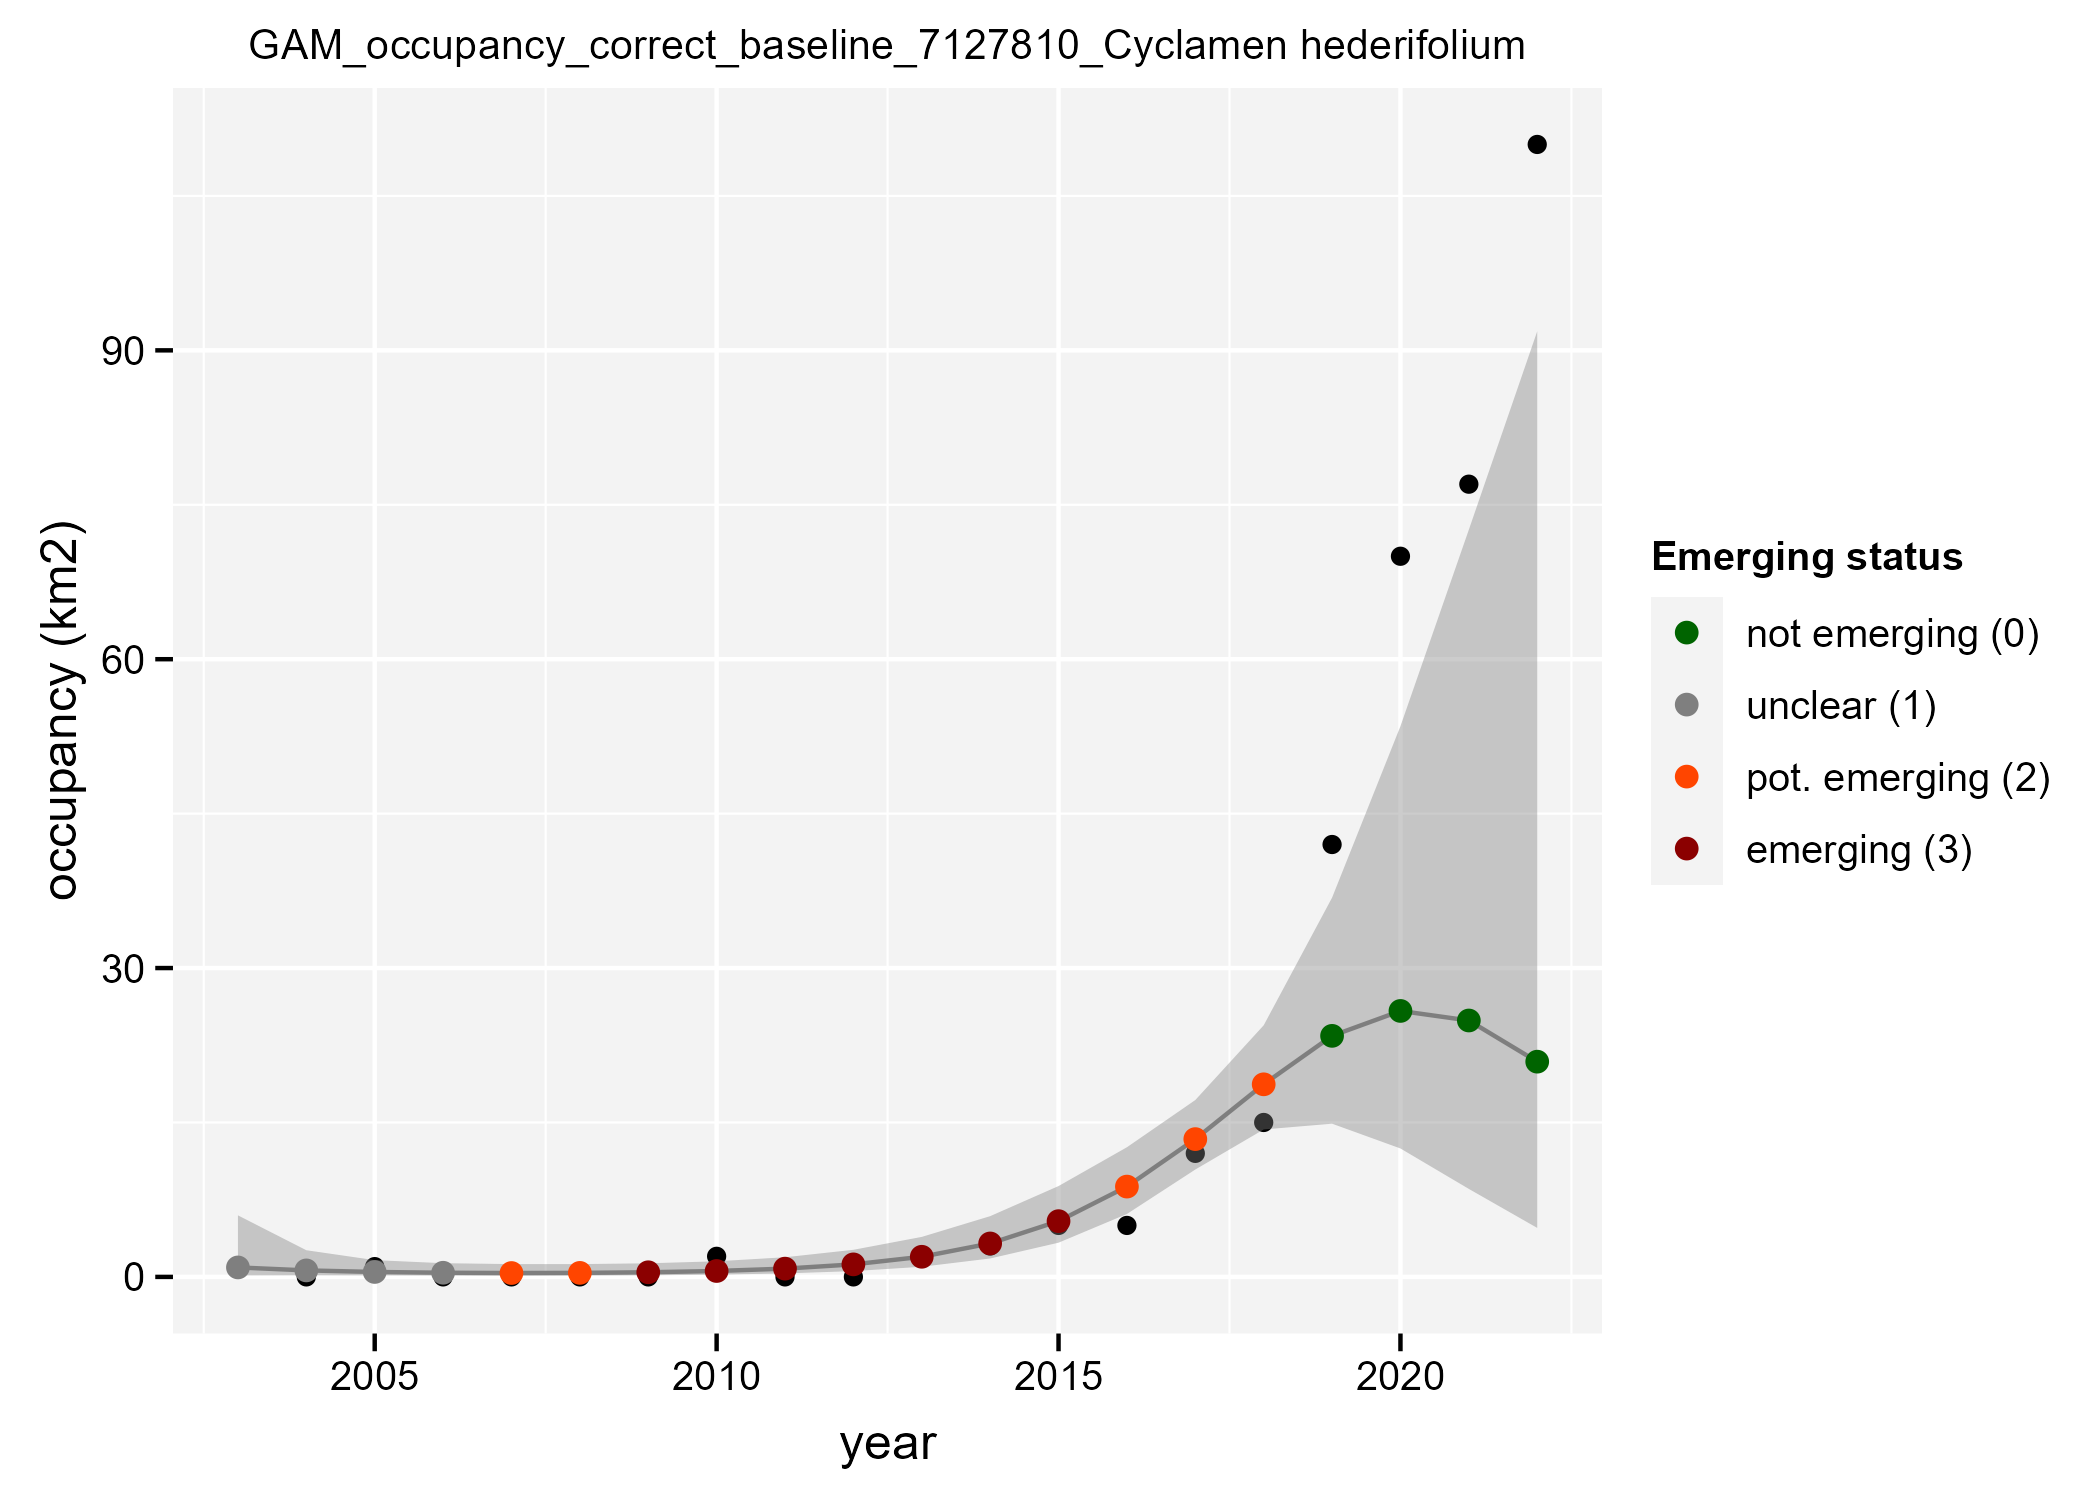 GAM_occupancy_correct_baseline_7127810_Cyclamen hederifolium
occupancy (km2)
90
60
30
0
2005 2010 2015 2020
year
Emerging status
not emerging (0)
unclear (1)
pot. emerging (2)
emerging (3)